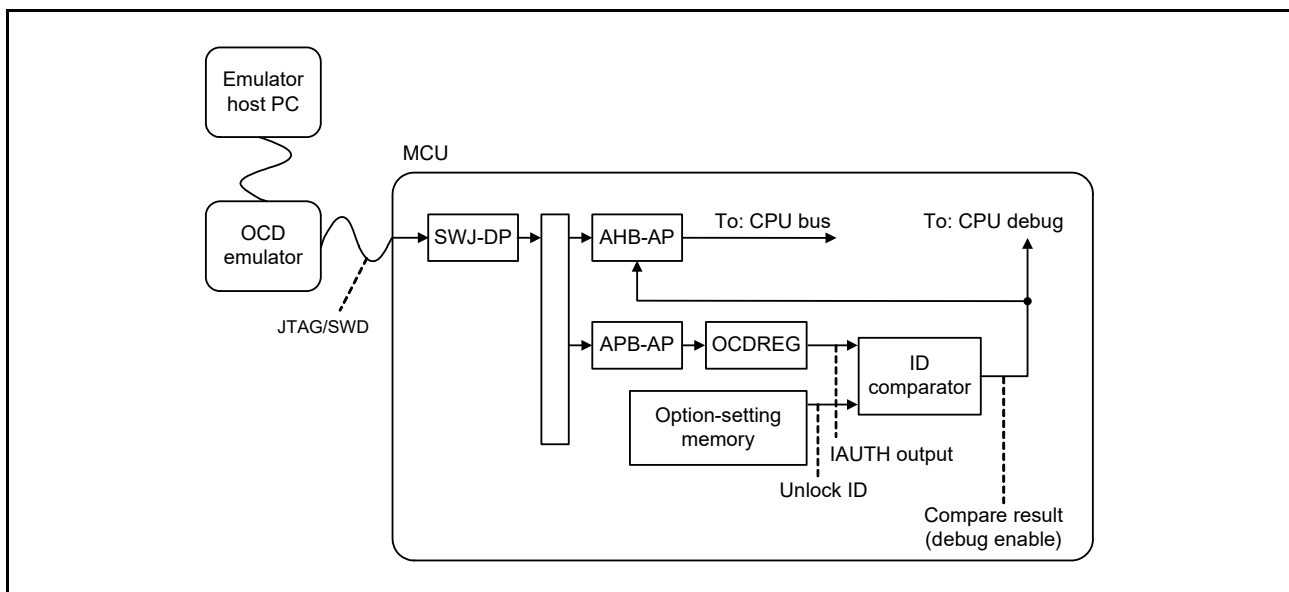 Emulator
host PC
MCU
OCD
emulator
JTAG/SWD
SWJ-DP
AHB-AP
To: CPU bus
To: CPU debug
APB-AP
OCDREG
ID
comparator
Option-setting
memory
IAUTH output
Unlock ID
Compare result
(debug enable)